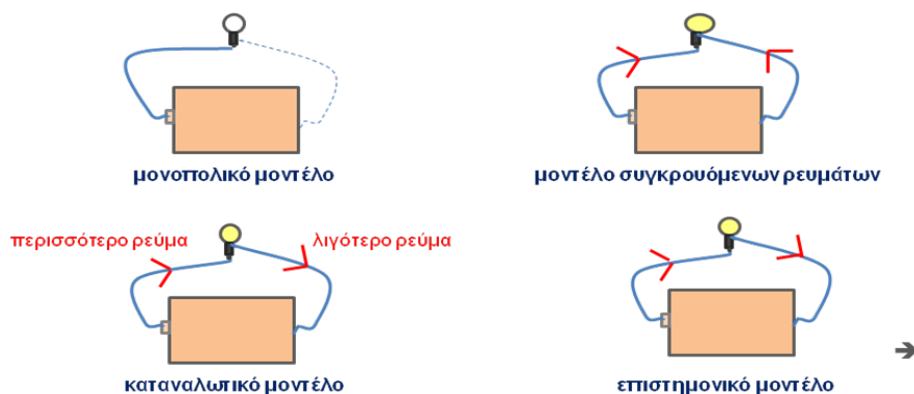 μονοπολικό μοντέλο
μοντέλο συγκρουόμενων ρευμάτων
περισσότερο ρεύμα
λιγότερο ρεύμα
καταναλωτικό μοντέλο
επιστημονικό μοντέλο